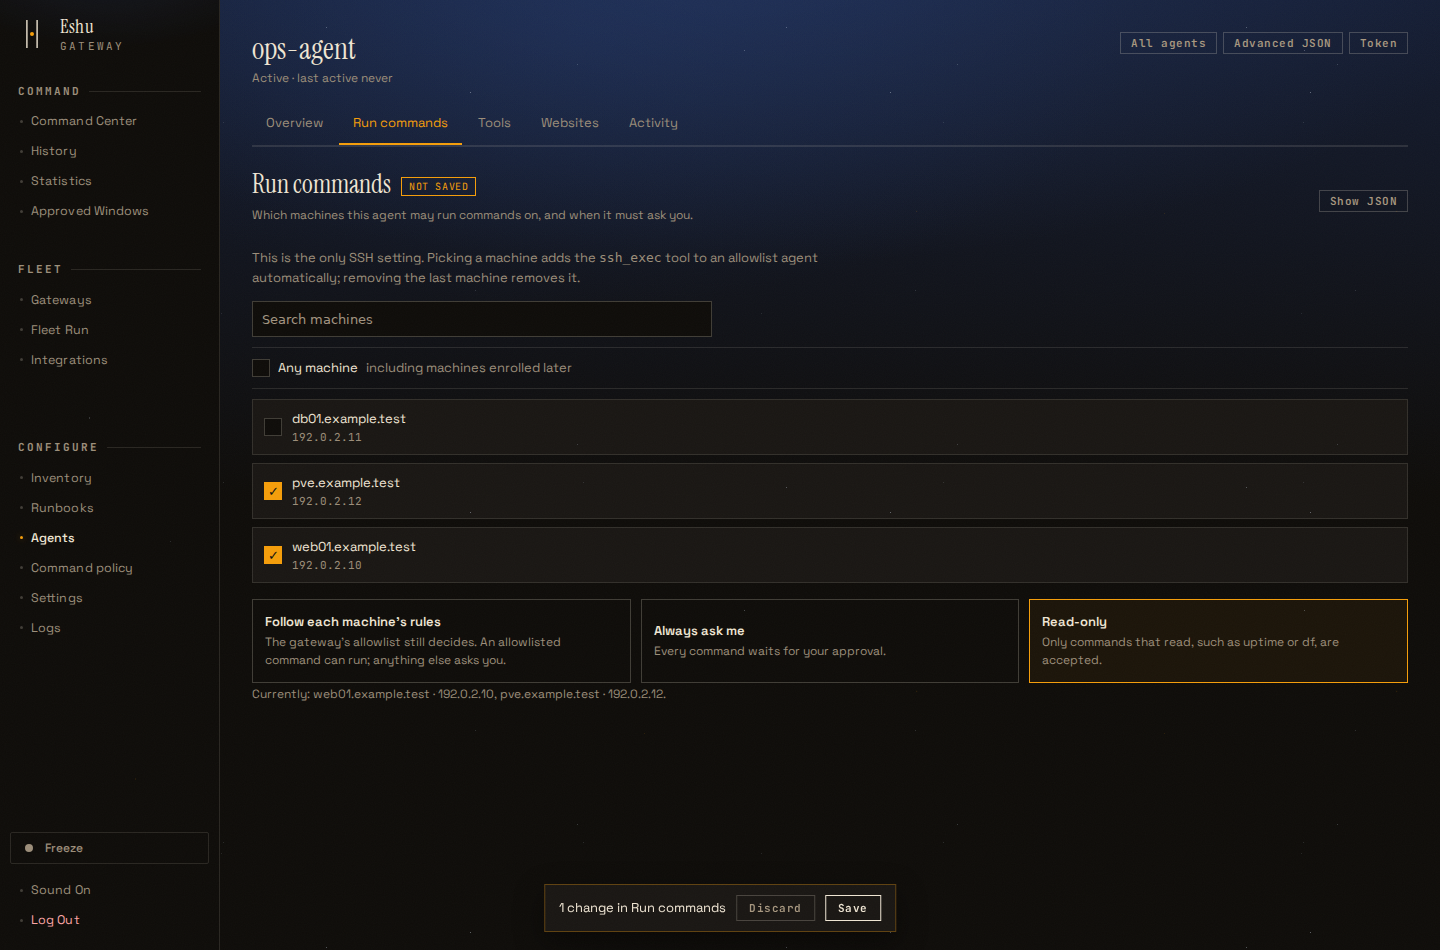 Eshu
GATEWAY
COMMAND
Command Center
History
Statistics
Approved Windows
FLEET
Gateways
Fleet Run
Integrations
CONFIGURE
Inventory
Runbooks
Agents
Command policy
Settings
Logs
Freeze
Sound On
Log Out
ops-agent
Active · last active never
All agents
Advanced JSON
Token
Overview
Run commands
Tools
Websites
Activity
Run commands NOT SAVED
Which machines this agent may run commands on, and when it must ask you.
Show JSON
This is the only SSH setting. Picking a machine adds the ssh_exec tool to an allowlist agent
automatically; removing the last machine removes it.
Search machines
Any machine including machines enrolled later
db01.example.test
192.0.2.11
✓ pve.example.test
192.0.2.12
✓ web01.example.test
192.0.2.10
Follow each machine's rules
The gateway's allowlist still decides. An allowlisted
command can run; anything else asks you.
Always ask me
Every command waits for your approval.
Read-only
Only commands that read, such as uptime or df, are
accepted.
Currently: web01.example.test · 192.0.2.10, pve.example.test · 192.0.2.12.
1 change in Run commands
Discard
Save